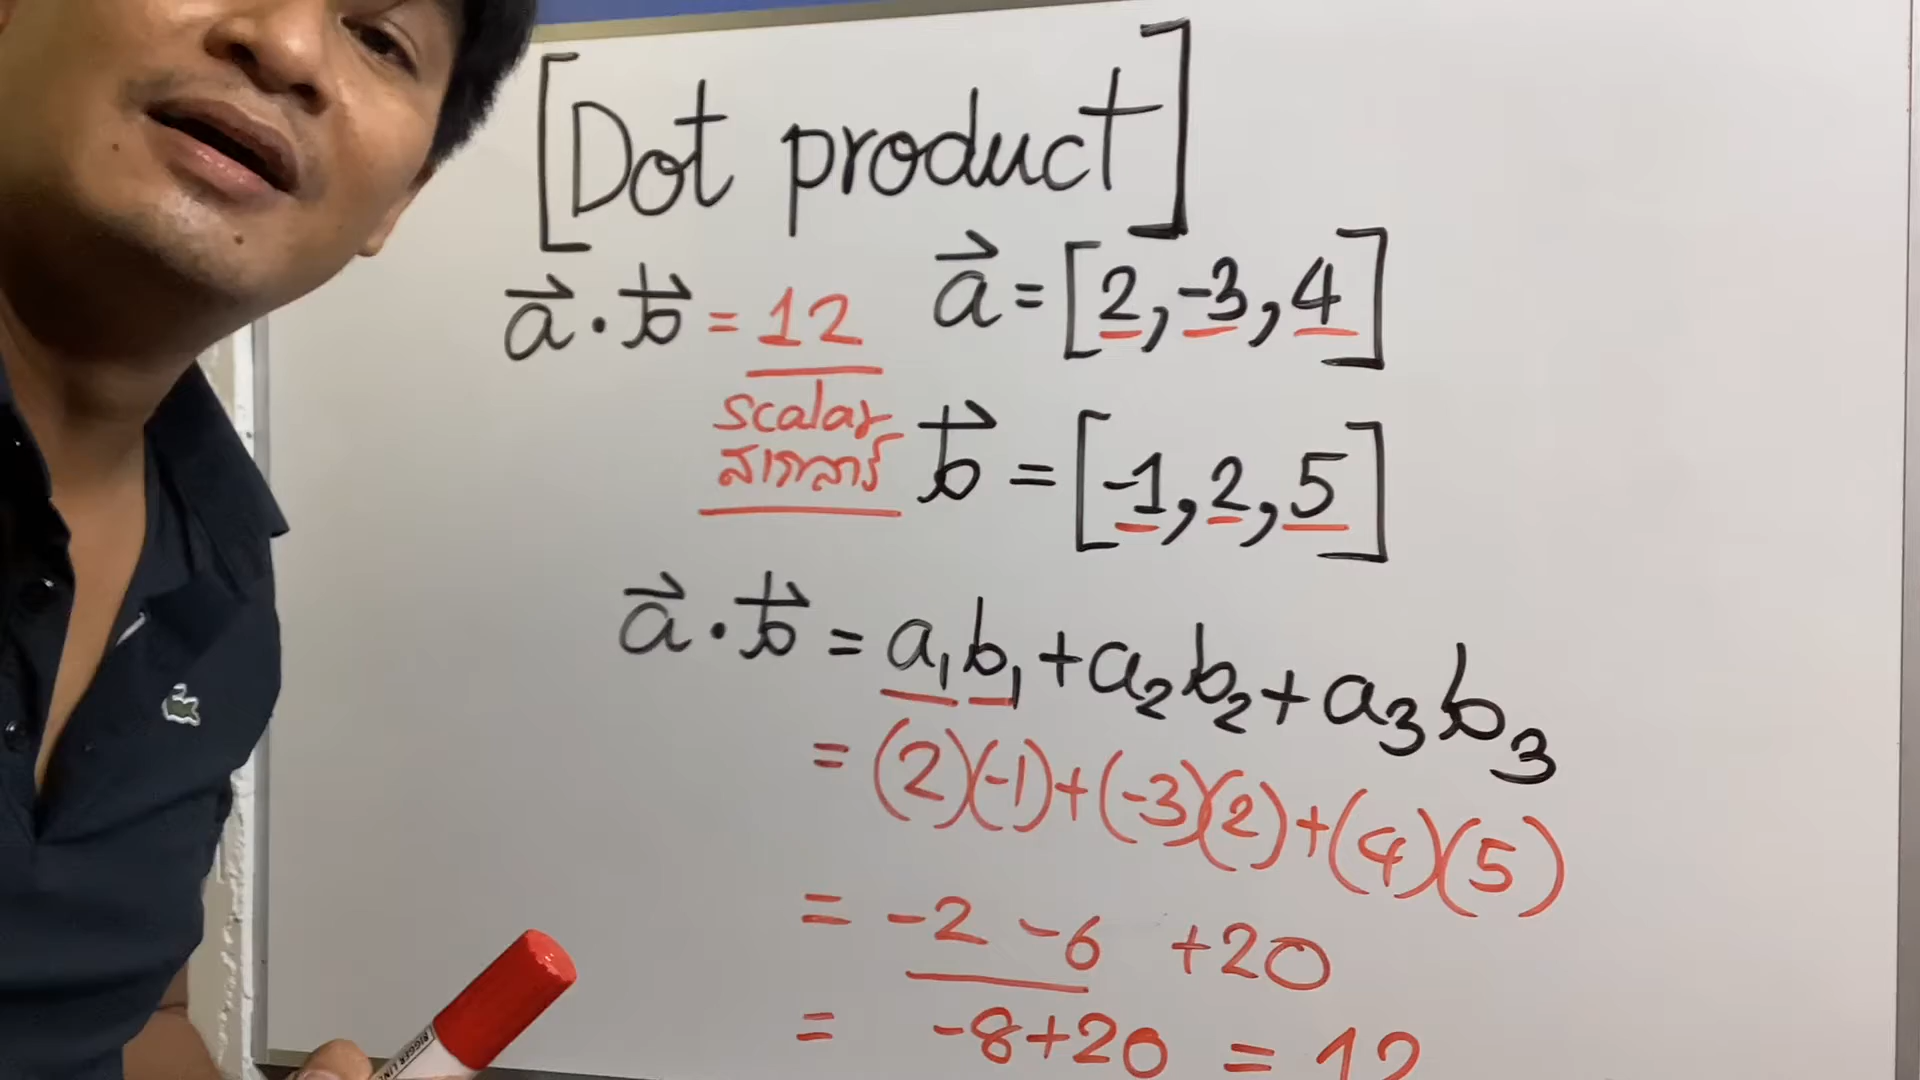 [Dot product]
a⃗ · b⃗ = 12
scalar
สเกลาร์
a⃗ = [2, -3, 4]
b⃗ = [-1, 2, 5]
a⃗ · b⃗ = a₁b₁ + a₂b₂ + a₃b₃
= (2)(-1) + (-3)(2) + (4)(5)
= -2 -6 +20
= -8+20 = 12